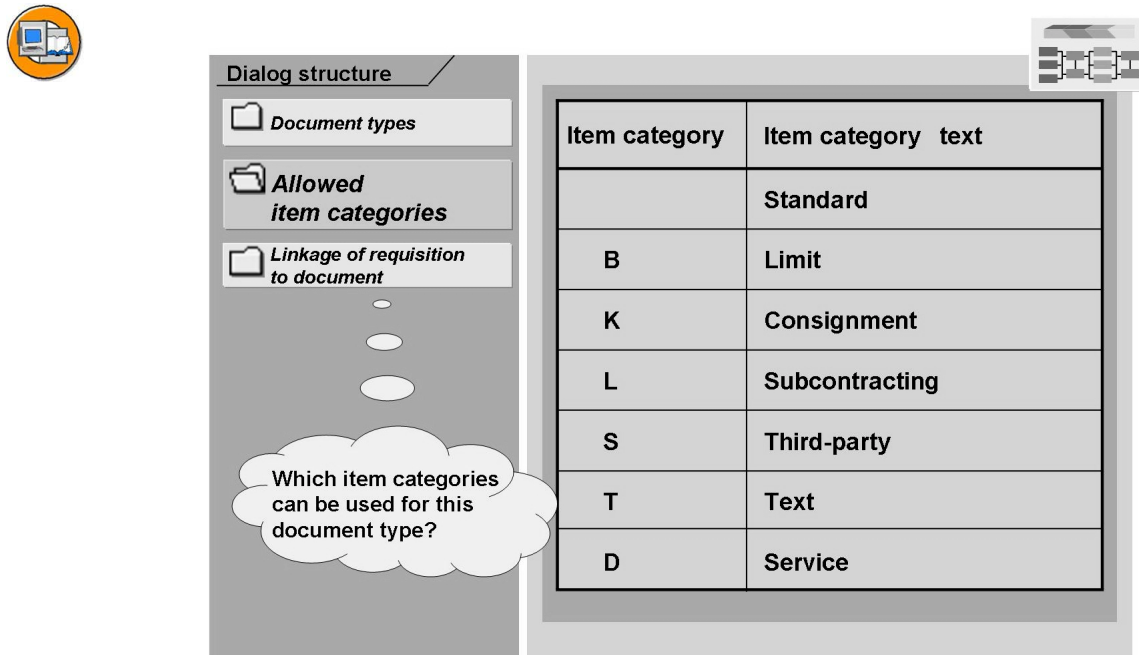 Dialog structure
Document types
Allowed
item categories
Linkage of requisition
to document
Which item categories
can be used for this
document type?
Item category Item category text
Standard
B Limit
K Consignment
L Subcontracting
S Third-party
T Text
D Service